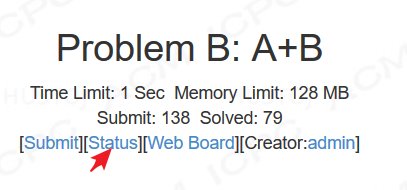 Problem B: A+B
Time Limit: 1 Sec Memory Limit: 128 MB
Submit: 138 Solved: 79
[Submit][Status][Web Board][Creator:admin]